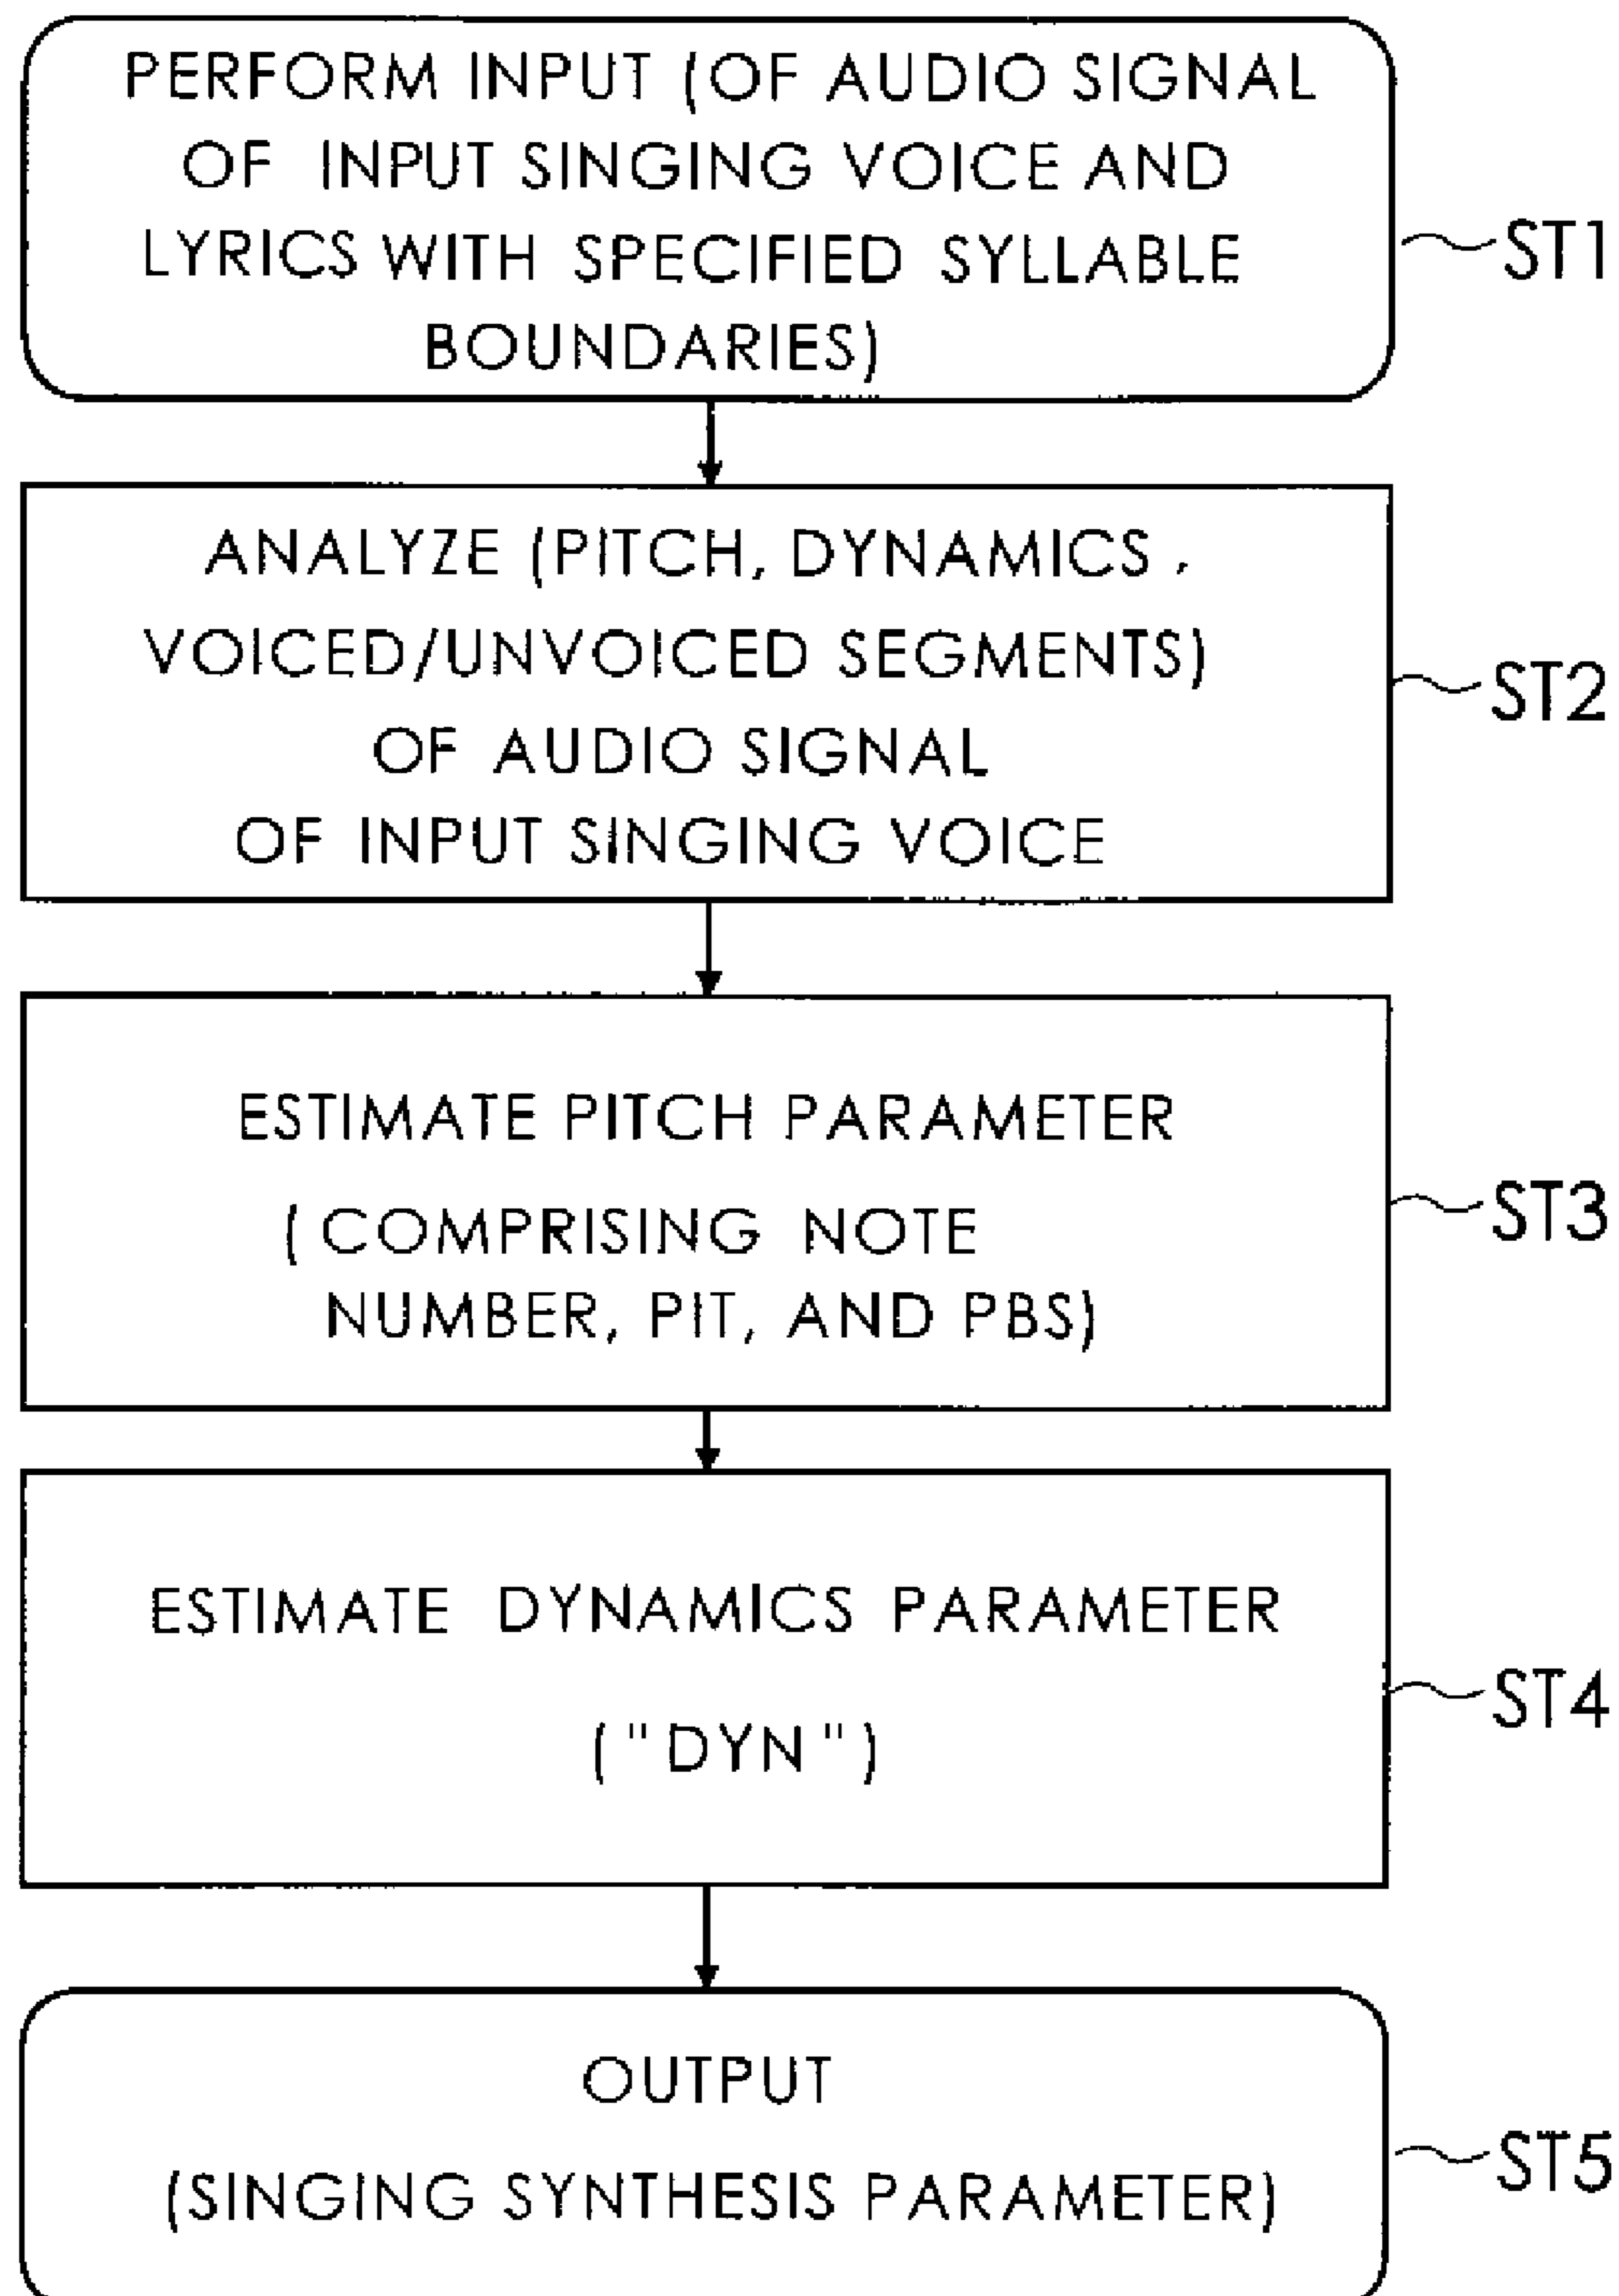 PERFORM INPUT (OF AUDIO SIGNAL
OF INPUT SINGING VOICE AND
LYRICS WITH SPECIFIED SYLLABLE
BOUNDARIES)
ST1
ANALYZE (PITCH, DYNAMICS ,
VOICED/UNVOICED SEGMENTS)
OF AUDIO SIGNAL
OF INPUT SINGING VOICE
ST2
ESTIMATE PITCH PARAMETER
( COMPRISING NOTE
NUMBER, PIT, AND PBS)
ST3
ESTIMATE DYNAMICS PARAMETER
("DYN")
ST4
OUTPUT
(SINGING SYNTHESIS PARAMETER)
ST5